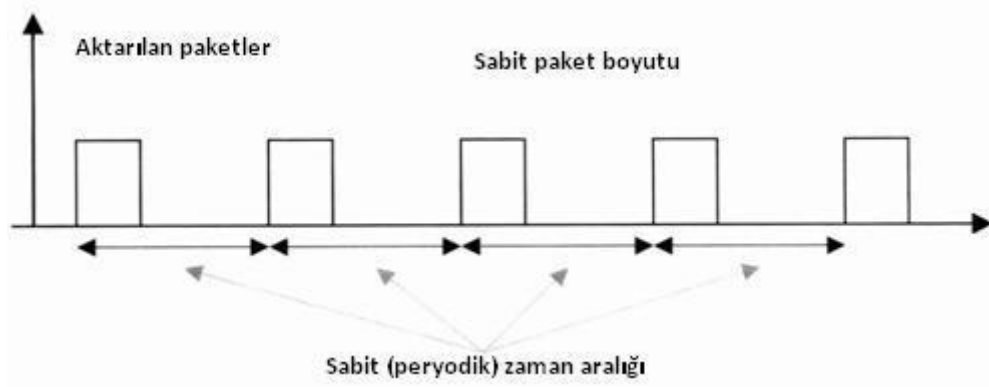 Aktarılan paketler
Sabit paket boyutu
Sabit (peryodik) zaman aralığı